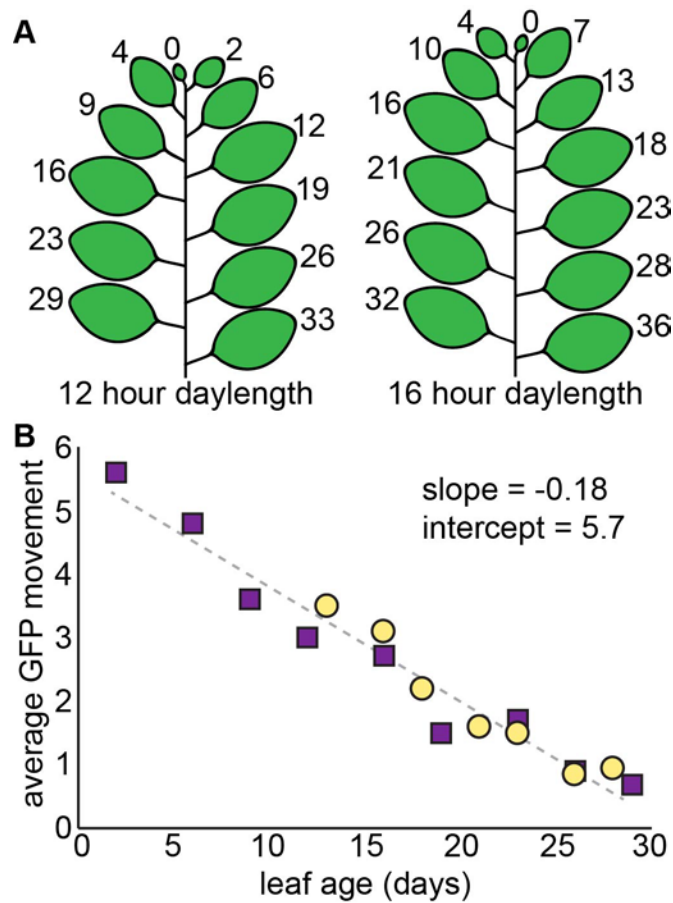 A
4 0 2
9 6
12
16
19
23
26
29
33
12 hour daylength
4 0 7
10
13
16
18
21
23
26
28
32
36
16 hour daylength
B
average GFP movement
6
5
4
3
2
1
0
slope = -0.18
intercept = 5.7
0 5 10 15 20 25 30
leaf age (days)